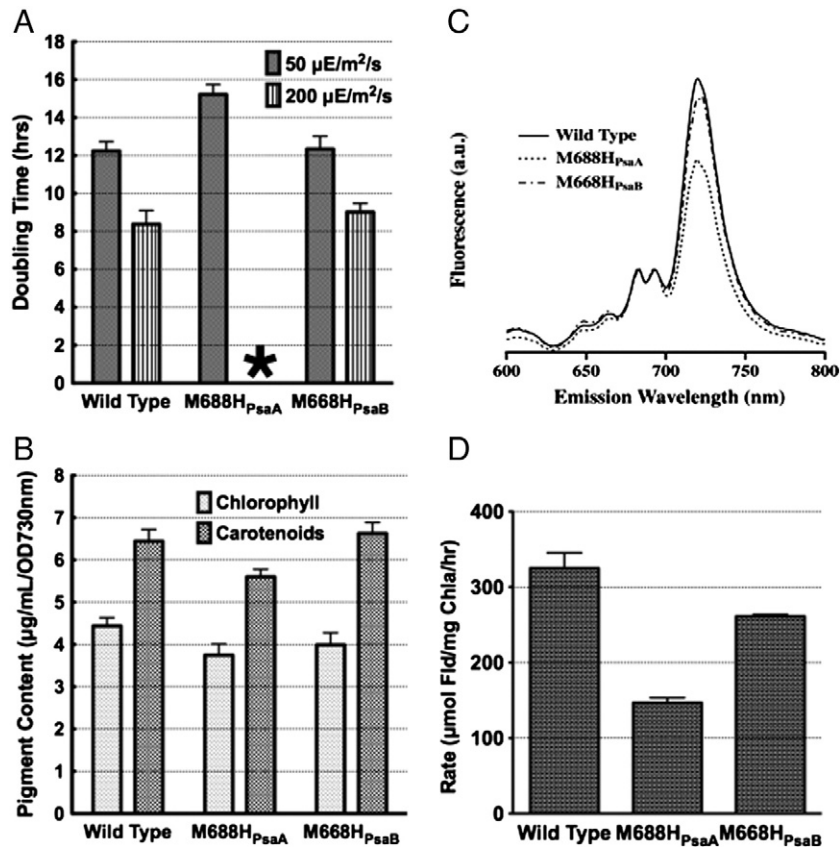 A
Doubling Time (hrs)
18
16
14
12
10
8
6
4
2
0
50 µE/m²/s
200 µE/m²/s
*
Wild Type M688HPsaA M668HPsaB
C
Fluorescence (a.u.)
Wild Type
M688HPsaA
M668HPsaB
600 650 700 750 800
Emission Wavelength (nm)
B
Pigment Content (µg/mL/OD730nm)
8
7
6
5
4
3
2
1
0
Chlorophyll
Carotenoids
Wild Type M688HPsaA M668HPsaB
D
Rate (µmol Fld/mg Chla/hr)
400
300
200
100
0
Wild Type M688HPsaA M668HPsaB